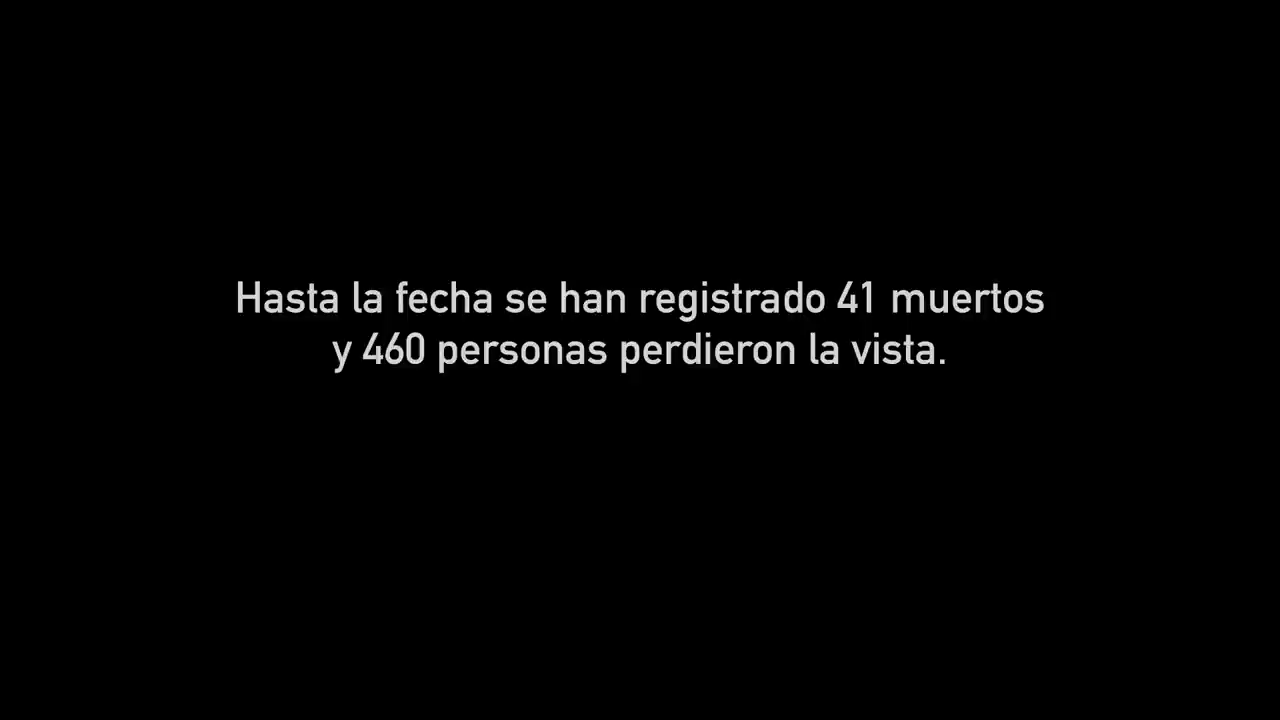 Hasta la fecha se han registrado 41 muertos
y 460 personas perdieron la vista.